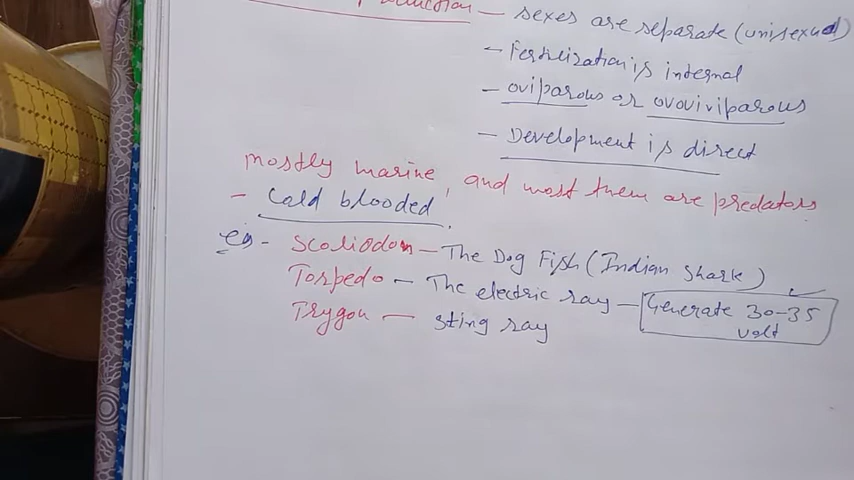 — sexes are separate (unisexual)
- Fertilization is internal
- oviparous or ovoviviparous
- Development is direct
mostly marine, and most them are predators
- Cold blooded.
eg - Scoliodon — The Dog Fish (Indian Shark)
Torpedo — The electric ray — Generate 30-35 volt
Trygon — sting ray